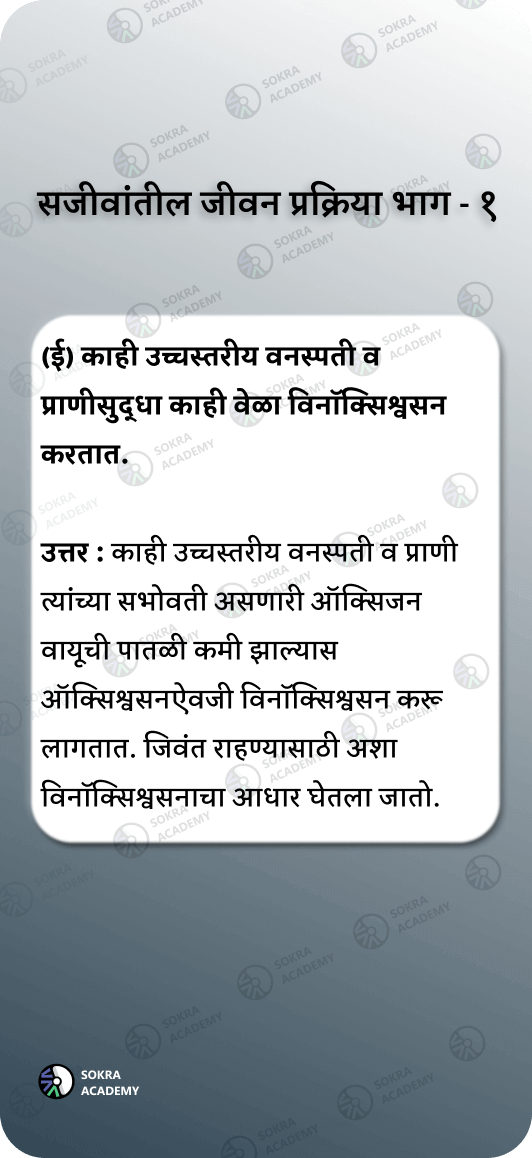 सजीवांतील जीवन प्रक्रिया भाग - १
(ई) काही उच्चस्तरीय वनस्पती व
प्राणीसुद्धा काही वेळा विनॉक्सिश्वसन
करतात.
उत्तर : काही उच्चस्तरीय वनस्पती व प्राणी
त्यांच्या सभोवती असणारी ऑक्सिजन
वायूची पातळी कमी झाल्यास
ऑक्सिश्वसनऐवजी विनॉक्सिश्वसन करू
लागतात. जिवंत राहण्यासाठी अशा
विनॉक्सिश्वसनाचा आधार घेतला जातो.
SOKRA
ACADEMY